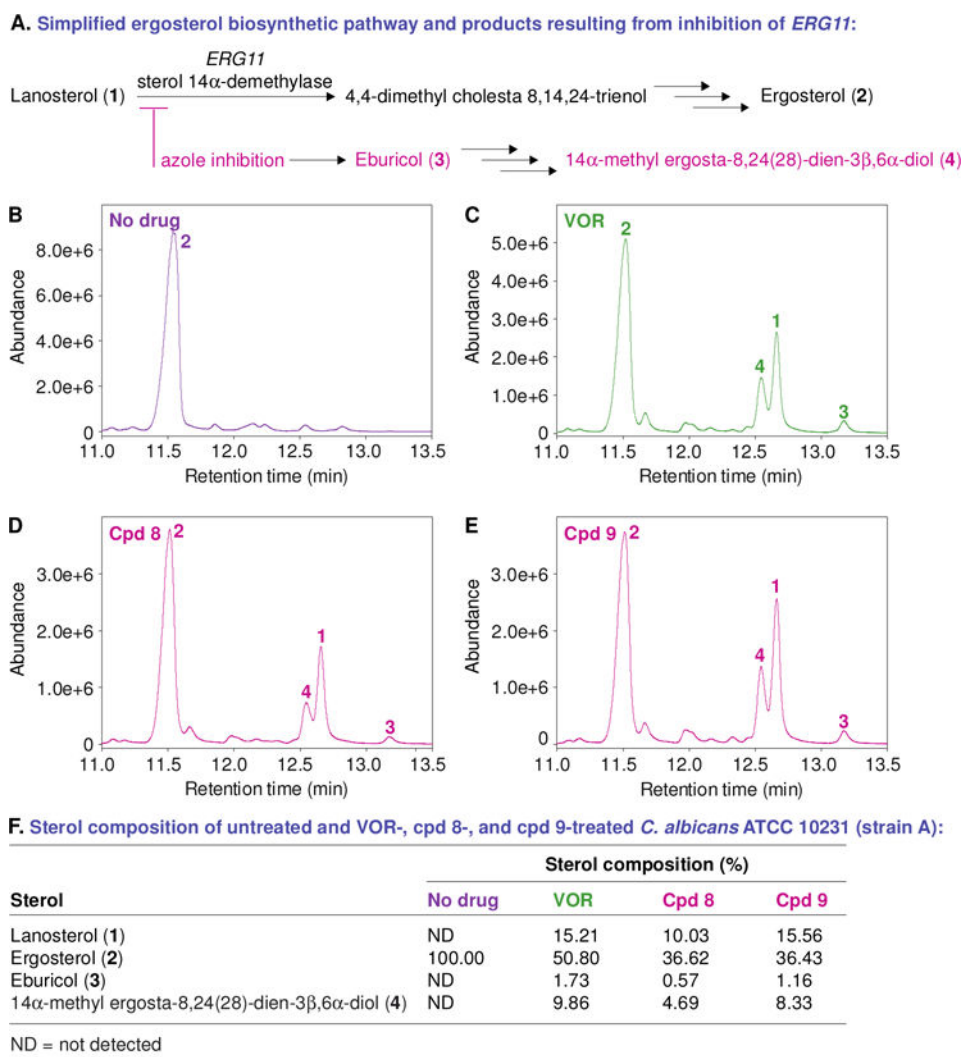 A. Simplified ergosterol biosynthetic pathway and products resulting from inhibition of ERG11:
ERG11
sterol 14α-demethylase
Lanosterol (1)
4,4-dimethyl cholesta 8,14,24-trienol
Ergosterol (2)
azole inhibition
Eburicol (3)
14α-methyl ergosta-8,24(28)-dien-3β,6α-diol (4)
B
No drug
2
Abundance
8.0e+6
6.0e+6
4.0e+6
2.0e+6
0
11.0 11.5 12.0 12.5 13.0 13.5
Retention time (min)
C
VOR
2
1
4
3
Abundance
5.0e+6
4.0e+6
3.0e+6
2.0e+6
1.0e+6
0
11.0 11.5 12.0 12.5 13.0 13.5
Retention time (min)
D
Cpd 8
2
1
4
3
Abundance
3.0e+6
2.0e+6
1.0e+6
0
11.0 11.5 12.0 12.5 13.0 13.5
Retention time (min)
E
Cpd 9
2
1
4
3
Abundance
3.0e+6
2.0e+6
1.0e+6
0
11.0 11.5 12.0 12.5 13.0 13.5
Retention time (min)
F. Sterol composition of untreated and VOR-, cpd 8-, and cpd 9-treated C. albicans ATCC 10231 (strain A):
Sterol composition (%)
Sterol No drug VOR Cpd 8 Cpd 9
Lanosterol (1) ND 15.21 10.03 15.56
Ergosterol (2) 100.00 50.80 36.62 36.43
Eburicol (3) ND 1.73 0.57 1.16
14α-methyl ergosta-8,24(28)-dien-3β,6α-diol (4) ND 9.86 4.69 8.33
ND = not detected